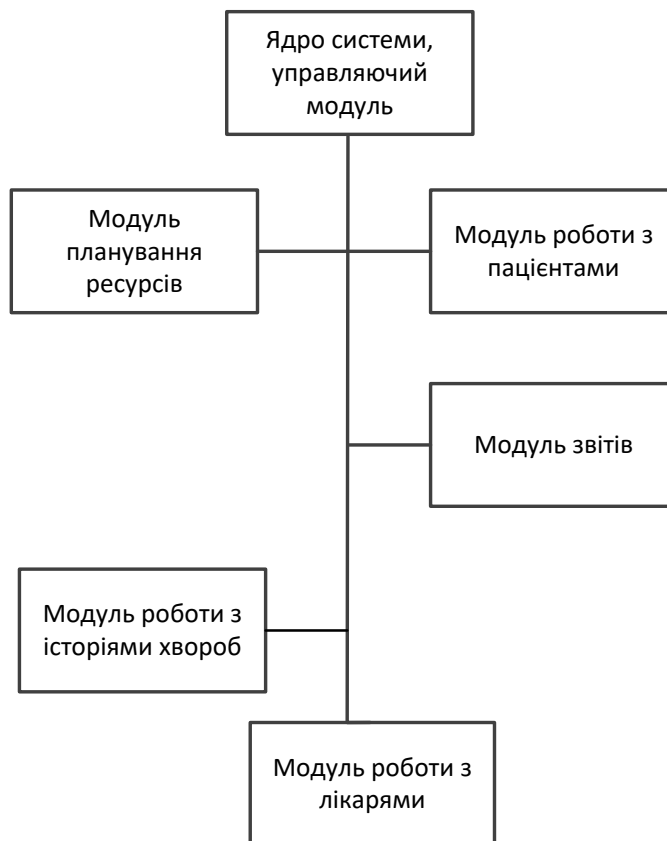 Ядро системи,
управляючий
модуль
Модуль
планування
ресурсів
Модуль роботи з
пацієнтами
Модуль звітів
Модуль роботи з
історіями хвороб
Модуль роботи з
лікарями